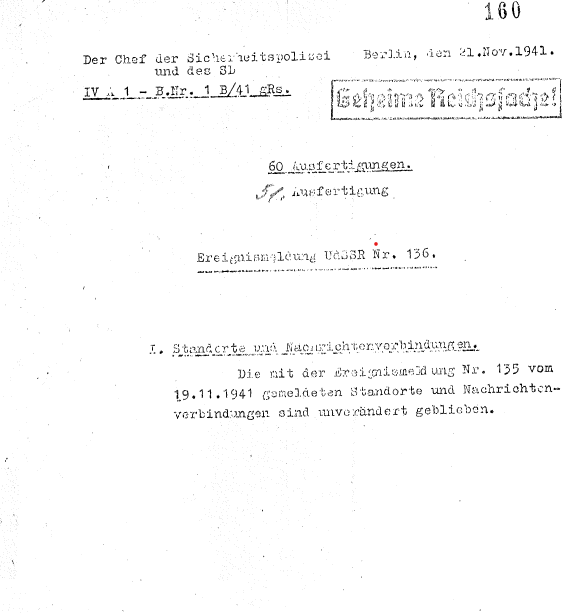 160
Der Chef der Sicherheitspolizei Berlin, den 21.Nov.1941.
und des SD
IV A 1 - B.Nr. 1 B/41 gRs.
Geheime Reichssache!
60 Ausfertigungen.
51. Ausfertigung
Ereignismeldung UdSSR Nr. 136.
I. Standorte und Nachrichtenverbindungen.
Die mit der Ereignismeldung Nr. 135 vom
19.11.1941 gemeldeten Standorte und Nachrichten-
verbindungen sind unverändert geblieben.